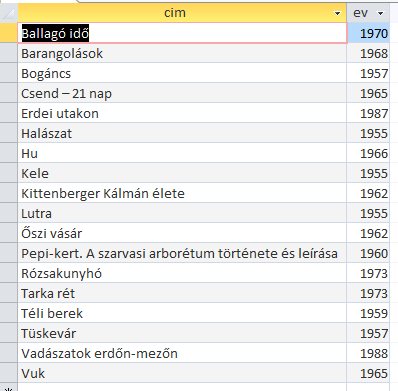 cim ev
Ballagó idő 1970
Barangolások 1968
Bogáncs 1957
Csend – 21 nap 1965
Erdei utakon 1987
Halászat 1955
Hu 1966
Kele 1955
Kittenberger Kálmán élete 1962
Lutra 1955
Őszi vásár 1962
Pepi-kert. A szarvasi arborétum története és leírása 1960
Rózsakunyhó 1973
Tarka rét 1973
Téli berek 1959
Tüskevár 1957
Vadászatok erdőn-mezőn 1988
Vuk 1965